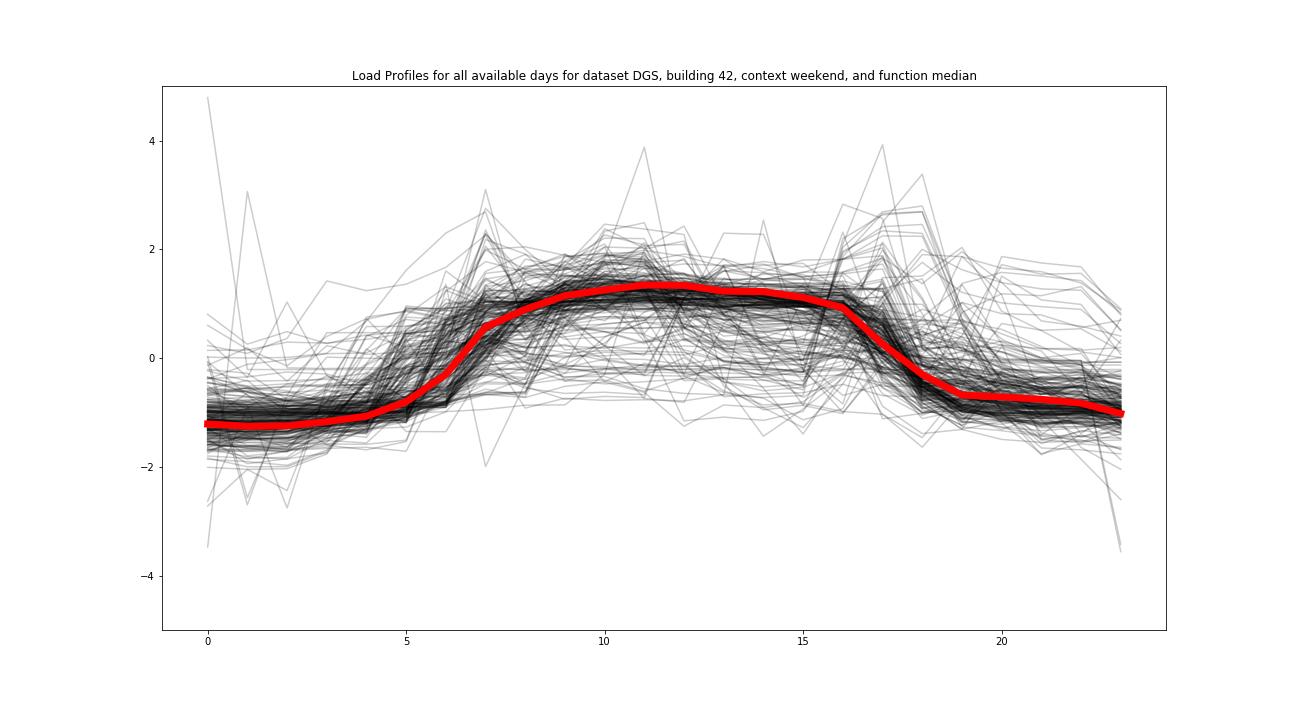 Load Profiles for all available days for dataset DGS, building 42, context weekend, and function median
4
2
0
−2
−4
0 5 10 15 20